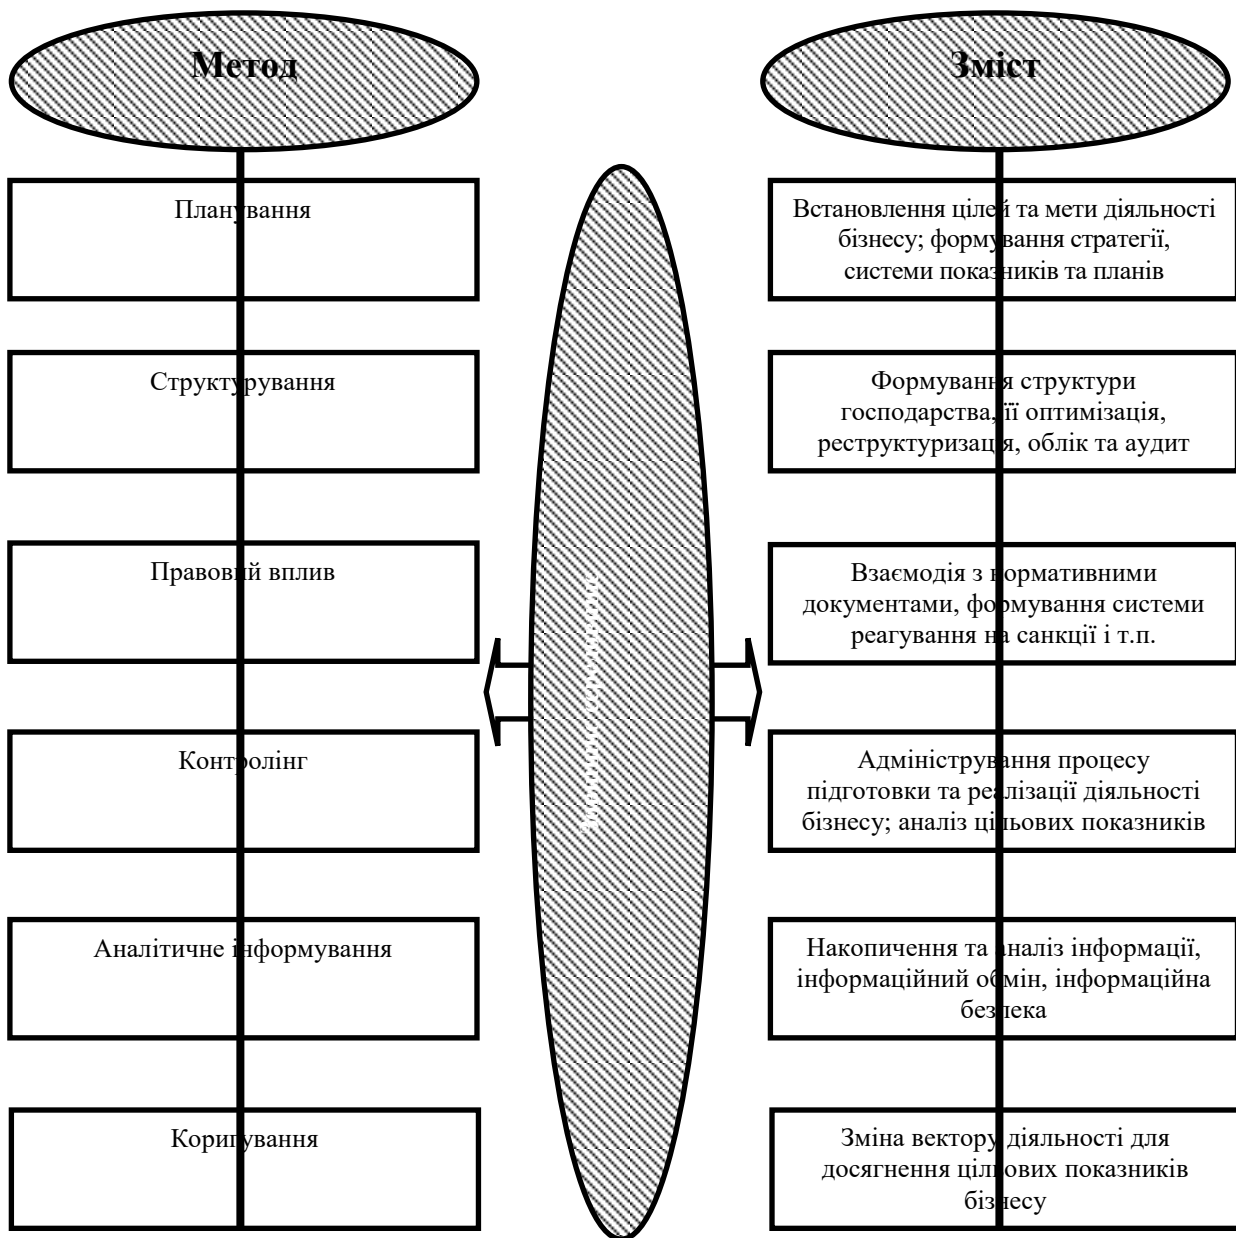 Метод
Зміст
Планування
Встановлення цілей та мети діяльності
бізнесу; формування стратегії,
системи показників та планів
Структурування
Формування структури
господарства, її оптимізація,
реструктуризація, облік та аудит
Правовий вплив
Взаємодія з нормативними
документами, формування системи
реагування на санкції і т.п.
Контролінг
Адміністрування процесу
підготовки та реалізації діяльності
бізнесу; аналіз цільових показників
Аналітичне інформування
Накопичення та аналіз інформації,
інформаційний обмін, інформаційна
безпека
Коригування
Зміна вектору діяльності для
досягнення цільових показників
бізнесу